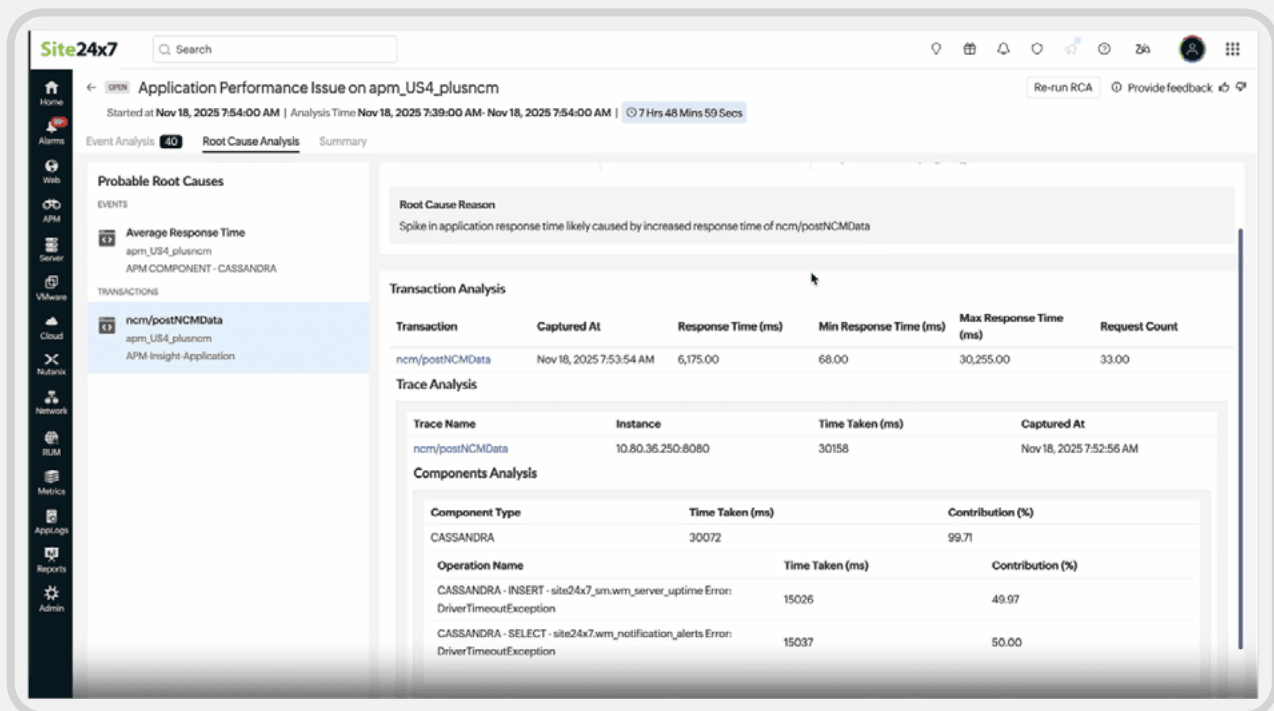 Site24x7
Search
Home
Alarms
Web
APM
Server
VMware
Cloud
Nutanix
Network
RUM
Metrics
AppLogs
Reports
Admin
OPEN Application Performance Issue on apm_US4_plusncm
Re-run RCA
Provide feedback
Started at Nov 18, 2025 7:54:00 AM | Analysis Time Nov 18, 2025 7:39:00 AM- Nov 18, 2025 7:54:00 AM | 7 Hrs 48 Mins 59 Secs
Event Analysis 40 Root Cause Analysis Summary
Probable Root Causes
EVENTS
Average Response Time
apm_US4_plusncm
APM COMPONENT - CASSANDRA
TRANSACTIONS
ncm/postNCMData
apm_US4_plusncm
APM-Insight-Application
Root Cause Reason
Spike in application response time likely caused by increased response time of ncm/postNCMData
Transaction Analysis
Transaction Captured At Response Time (ms) Min Response Time (ms) Max Response Time (ms) Request Count
ncm/postNCMData Nov 18, 2025 7:53:54 AM 6,175.00 68.00 30,255.00 33.00
Trace Analysis
Trace Name Instance Time Taken (ms) Captured At
ncm/postNCMData 10.80.36.250:8080 30158 Nov 18, 2025 7:52:56 AM
Components Analysis
Component Type Time Taken (ms) Contribution (%)
CASSANDRA 30072 99.71
Operation Name Time Taken (ms) Contribution (%)
CASSANDRA - INSERT - site24x7_sm.wm_server_uptime Error:
DriverTimeoutException 15026 49.97
CASSANDRA - SELECT - site24x7.wm_notification_alerts Error:
DriverTimeoutException 15037 50.00